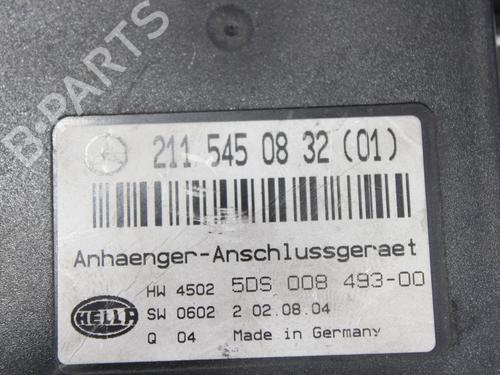 B-PARTS
211 545 08 32 (01)
Anhaenger-Anschlussgeraet
HW 4502 5DS 008 493-00
HELLA SW 0602 2 02.08.04
Q 04 Made in Germany